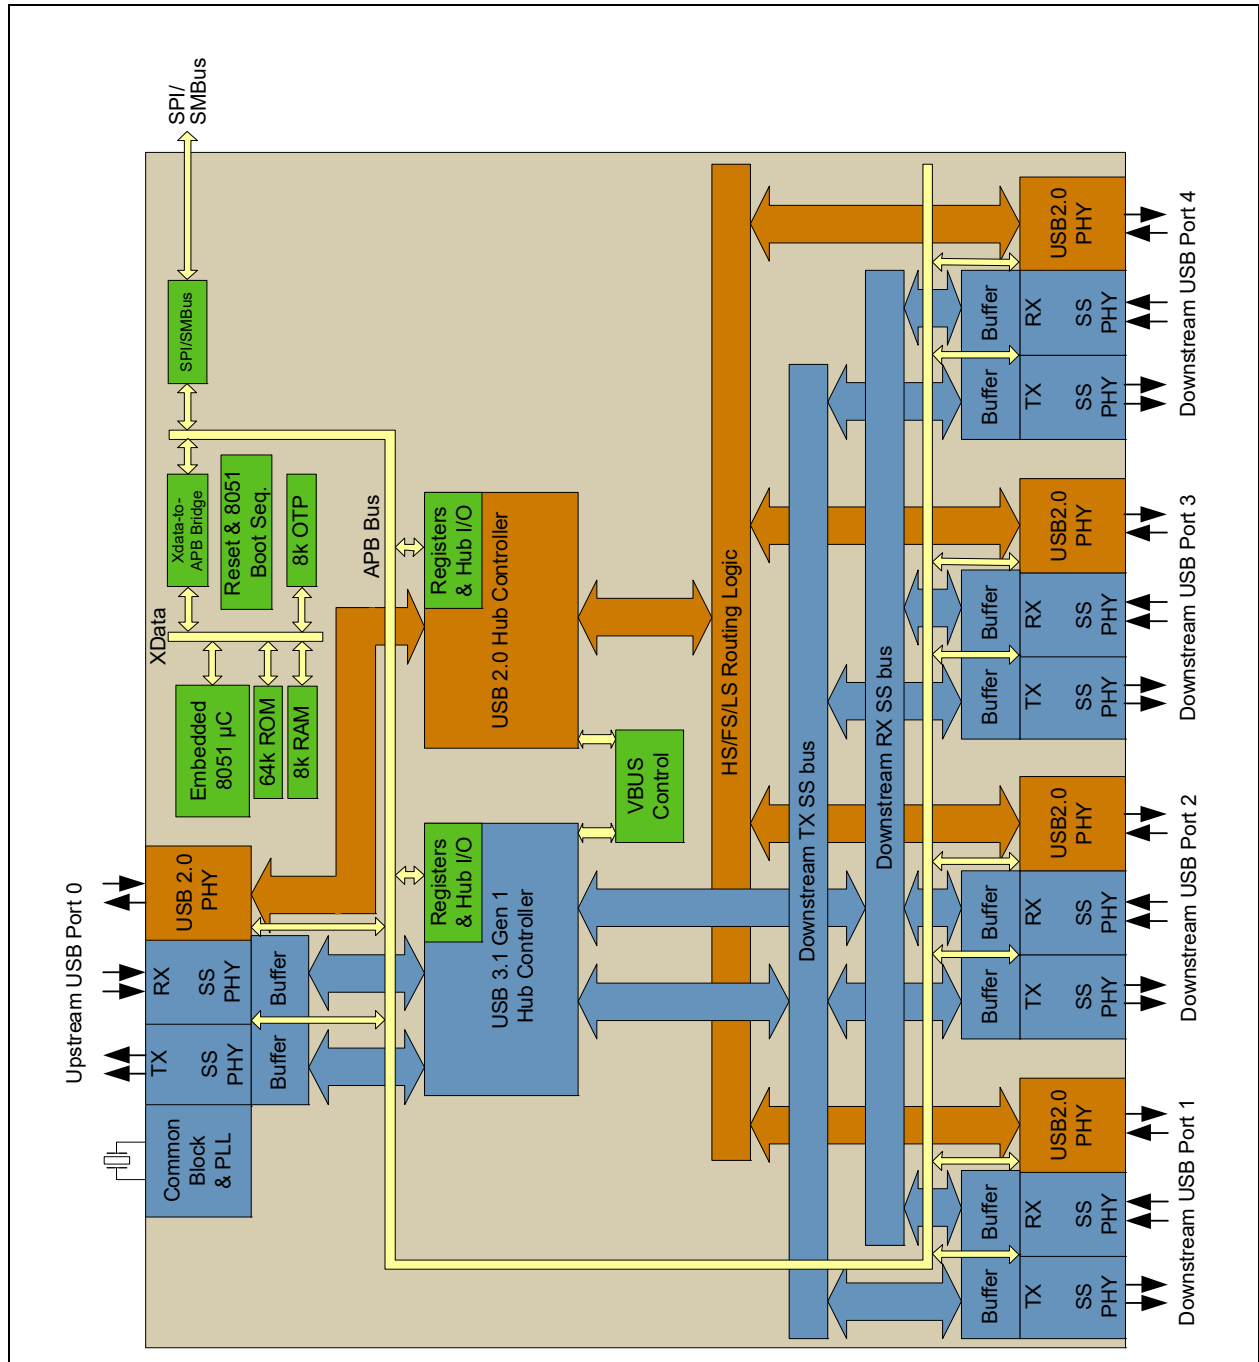 SPI/
SMBus
SPI/SMBus
Xdata-to-
APB Bridge
Reset & 8051
Boot Seq.
8k OTP
XData
Embedded
8051 µC
64k ROM
8k RAM
APB Bus
Upstream USB Port 0
USB 2.0
PHY
RX
SS
PHY
Buffer
TX
SS
PHY
Buffer
Common
Block
& PLL
Registers
& Hub I/O
USB 2.0 Hub Controller
Registers
& Hub I/O
USB 3.1 Gen 1
Hub Controller
VBUS
Control
HS/FS/LS Routing Logic
Downstream TX SS bus
Downstream RX SS bus
USB2.0
PHY
Buffer
RX
SS
PHY
Buffer
TX
SS
PHY
Downstream USB Port 4
USB2.0
PHY
Buffer
RX
SS
PHY
Buffer
TX
SS
PHY
Downstream USB Port 3
USB2.0
PHY
Buffer
RX
SS
PHY
Buffer
TX
SS
PHY
Downstream USB Port 2
USB2.0
PHY
Buffer
RX
SS
PHY
Buffer
TX
SS
PHY
Downstream USB Port 1